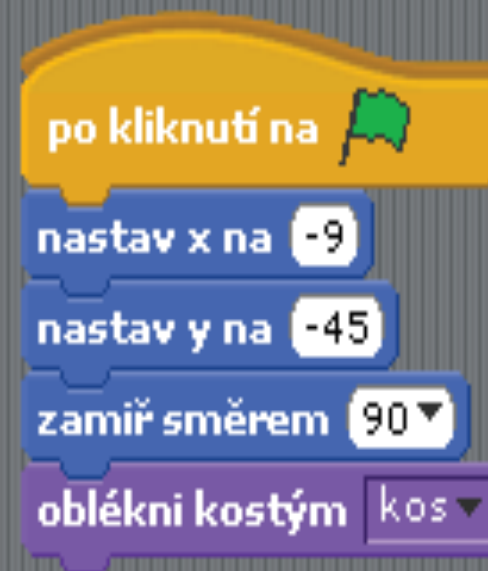 po kliknutí na
nastav x na -9
nastav y na -45
zamiř směrem 90
oblékni kostým kos